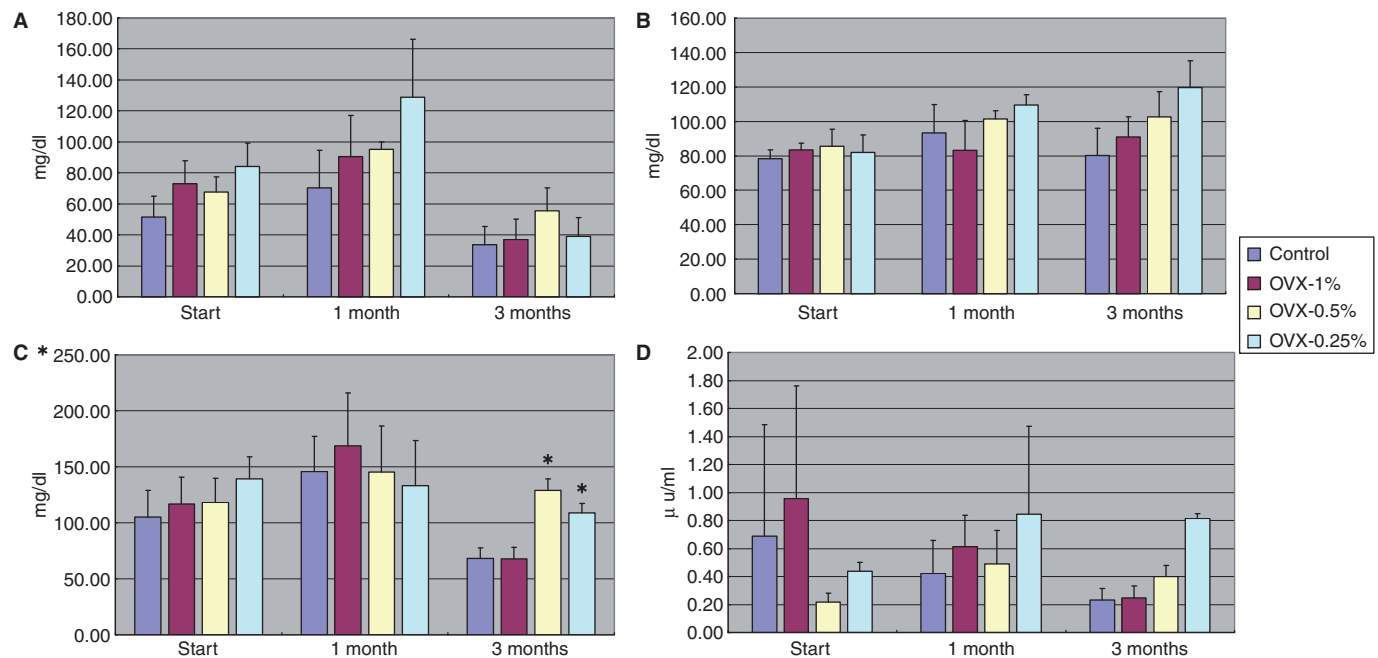 A
180.00
160.00
140.00
120.00
100.00
80.00
60.00
40.00
20.00
0.00
mg/dl
Start 1 month 3 months
B
160.00
140.00
120.00
100.00
80.00
60.00
40.00
20.00
0.00
mg/dl
Start 1 month 3 months
Control
OVX-1%
OVX-0.5%
OVX-0.25%
C *
250.00
200.00
150.00
100.00
50.00
0.00
mg/dl
* *
Start 1 month 3 months
D
2.00
1.80
1.60
1.40
1.20
1.00
0.80
0.60
0.40
0.20
0.00
µ u/ml
Start 1 month 3 months